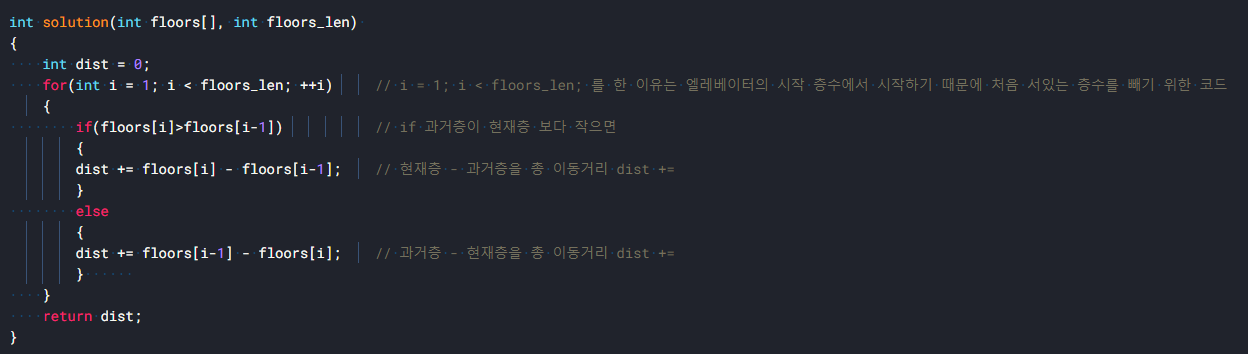 int solution(int floors[], int floors_len)
{
    int dist = 0;
    for(int i = 1; i < floors_len; ++i)     // i = 1; i < floors_len; 를 한 이유는 엘레베이터의 시작 층수에서 시작하기 때문에 처음 서있는 층수를 빼기 위한 코드
    {
        if(floors[i]>floors[i-1])           // if 과거층이 현재층 보다 작으면
        {
        dist += floors[i] - floors[i-1];    // 현재층 - 과거층을 총 이동거리 dist +=
        }
        else
        {
        dist += floors[i-1] - floors[i];    // 과거층 - 현재층을 총 이동거리 dist +=
        }
    }
    return dist;
}